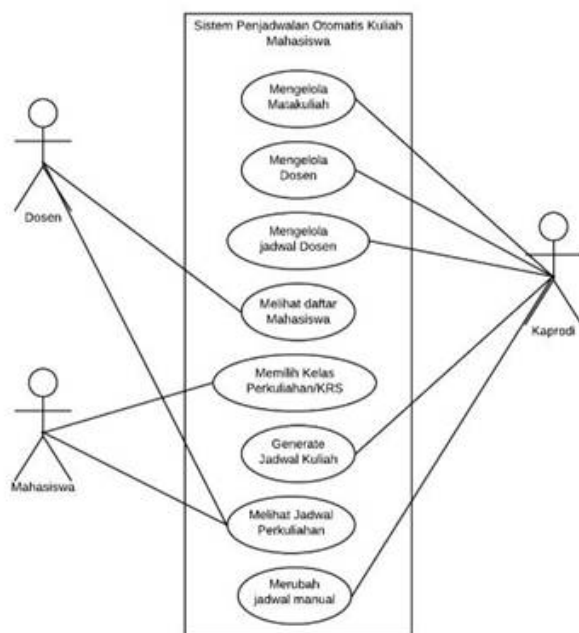 Sistem Penjadwalan Otomatis Kuliah
Mahasiswa
Mengelola
Matakuliah
Mengelola
Dosen
Dosen
Mengelola
jadwal Dosen
Melihat daftar
Mahasiswa
Kaprodi
Memilih Kelas
Perkuliahan/KRS
Generate
Jadwal Kuliah
Mahasiswa
Melihat Jadwal
Perkuliahan
Merubah
jadwal manual